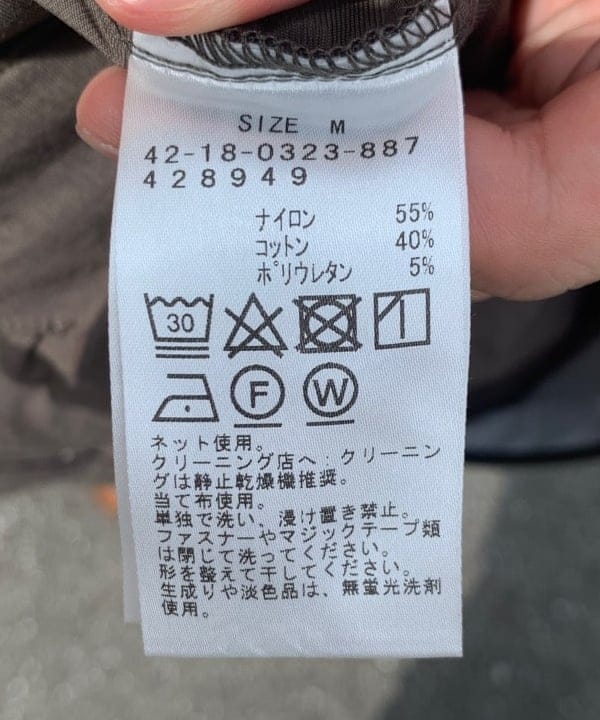 SIZE M
42-18-0323-887
428949
ナイロン 55%
コットン 40%
ポリウレタン 5%
30
F W
ネット使用。
クリーニング店へ：クリーニン
グは静止乾燥機推奨。
当て布使用。
単独で洗い、浸け置き禁止。
ファスナーやマジックテープ類
は閉じて洗ってください。
形を整えて干してください。
生成りや淡色品は、無蛍光洗剤
使用。